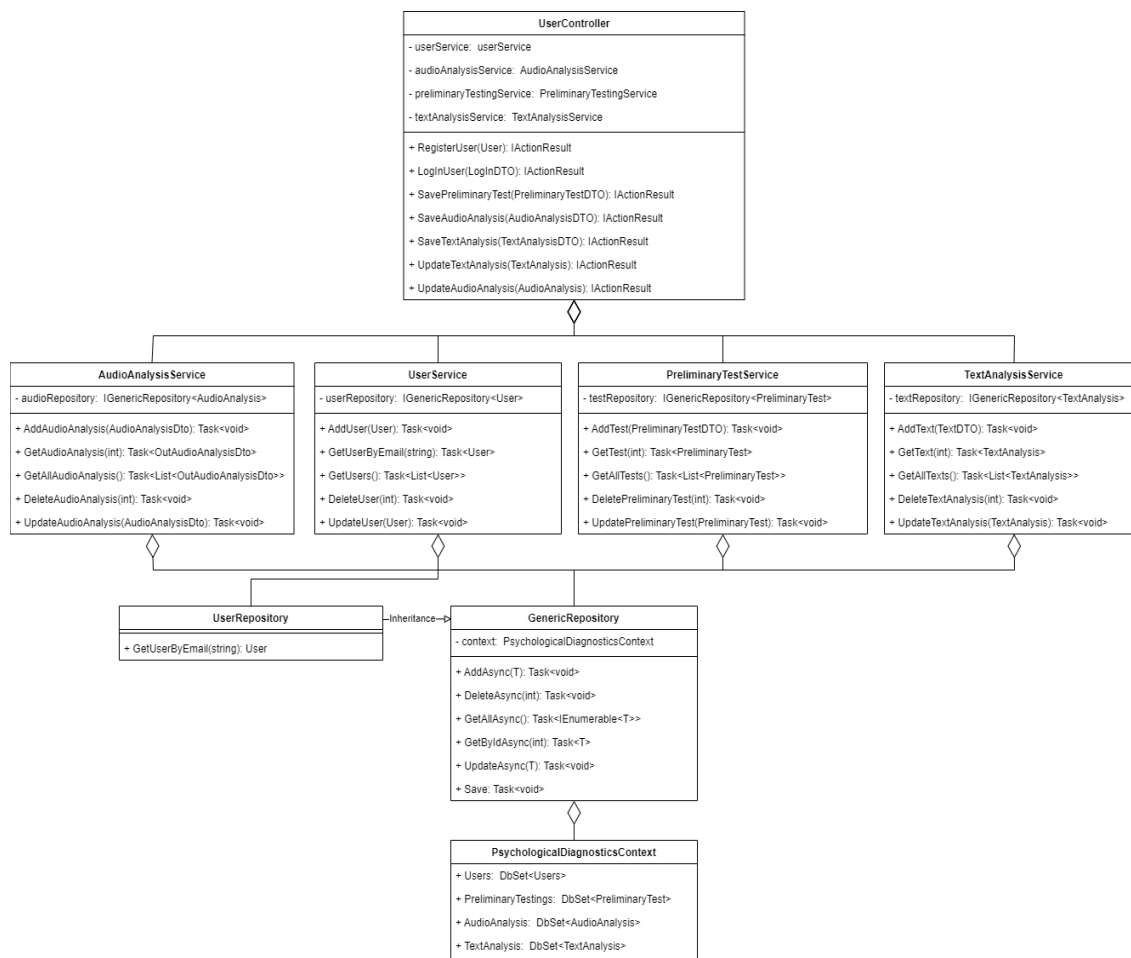 UserController
- userService: userService
- audioAnalysisService: AudioAnalysisService
- preliminaryTestingService: PreliminaryTestingService
- textAnalysisService: TextAnalysisService
+ RegisterUser(User): IActionResult
+ LogInUser(LogInDTO): IActionResult
+ SavePreliminaryTest(PreliminaryTestDTO): IActionResult
+ SaveAudioAnalysis(AudioAnalysisDTO): IActionResult
+ SaveTextAnalysis(TextAnalysisDTO): IActionResult
+ UpdateTextAnalysis(TextAnalysis): IActionResult
+ UpdateAudioAnalysis(AudioAnalysis): IActionResult
AudioAnalysisService
- audioRepository: IGenericRepository<AudioAnalysis>
+ AddAudioAnalysis(AudioAnalysisDto): Task<void>
+ GetAudioAnalysis(int): Task<OutAudioAnalysisDto>
+ GetAllAudioAnalysis(): Task<List<OutAudioAnalysisDto>>
+ DeleteAudioAnalysis(int): Task<void>
+ UpdateAudioAnalysis(AudioAnalysisDto): Task<void>
UserService
- userRepository: IGenericRepository<User>
+ AddUser(User): Task<void>
+ GetUserByEmail(string): Task<User>
+ GetUsers(): Task<List<User>>
+ DeleteUser(int): Task<void>
+ UpdateUser(User): Task<void>
PreliminaryTestService
- testRepository: IGenericRepository<PreliminaryTest>
+ AddTest(PreliminaryTestDTO): Task<void>
+ GetTest(int): Task<PreliminaryTest>
+ GetAllTests(): Task<List<PreliminaryTest>>
+ DeletePreliminaryTest(int): Task<void>
+ UpdatePreliminaryTest(PreliminaryTest): Task<void>
TextAnalysisService
- textRepository: IGenericRepository<TextAnalysis>
+ AddText(TextDTO): Task<void>
+ GetText(int): Task<TextAnalysis>
+ GetAllTexts(): Task<List<TextAnalysis>>
+ DeleteTextAnalysis(int): Task<void>
+ UpdateTextAnalysis(TextAnalysis): Task<void>
UserRepository
+ GetUserByEmail(string): User
Inheritance
GenericRepository
- context: PsychologicalDiagnosticsContext
+ AddAsync(T): Task<void>
+ DeleteAsync(int): Task<void>
+ GetAllAsync(): Task<IEnumerable<T>>
+ GetByIdAsync(int): Task<T>
+ UpdateAsync(T): Task<void>
+ Save: Task<void>
PsychologicalDiagnosticsContext
+ Users: DbSet<Users>
+ PreliminaryTestings: DbSet<PreliminaryTest>
+ AudioAnalysis: DbSet<AudioAnalysis>
+ TextAnalysis: DbSet<TextAnalysis>